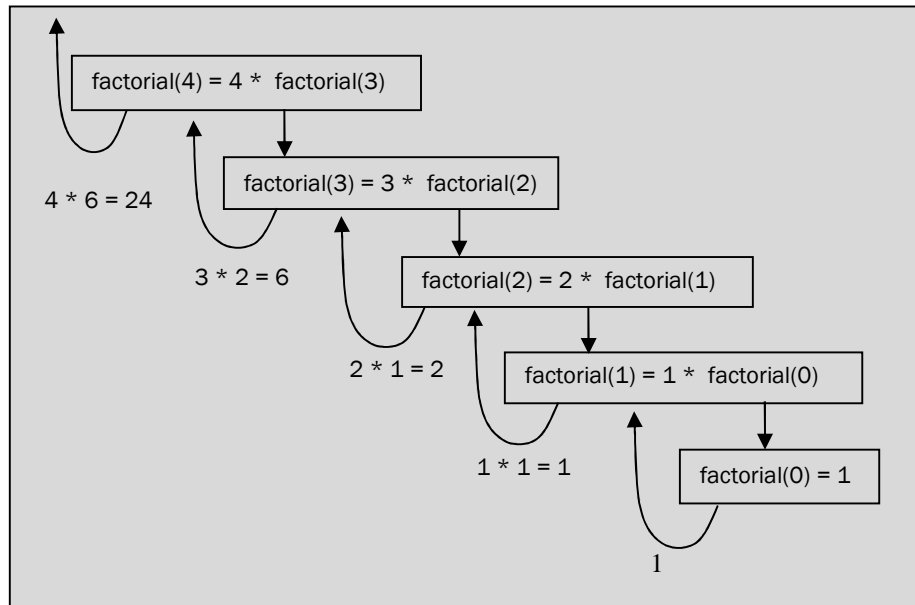 factorial(4) = 4 * factorial(3)
factorial(3) = 3 * factorial(2)
4 * 6 = 24
3 * 2 = 6
factorial(2) = 2 * factorial(1)
2 * 1 = 2
factorial(1) = 1 * factorial(0)
1 * 1 = 1
factorial(0) = 1
1